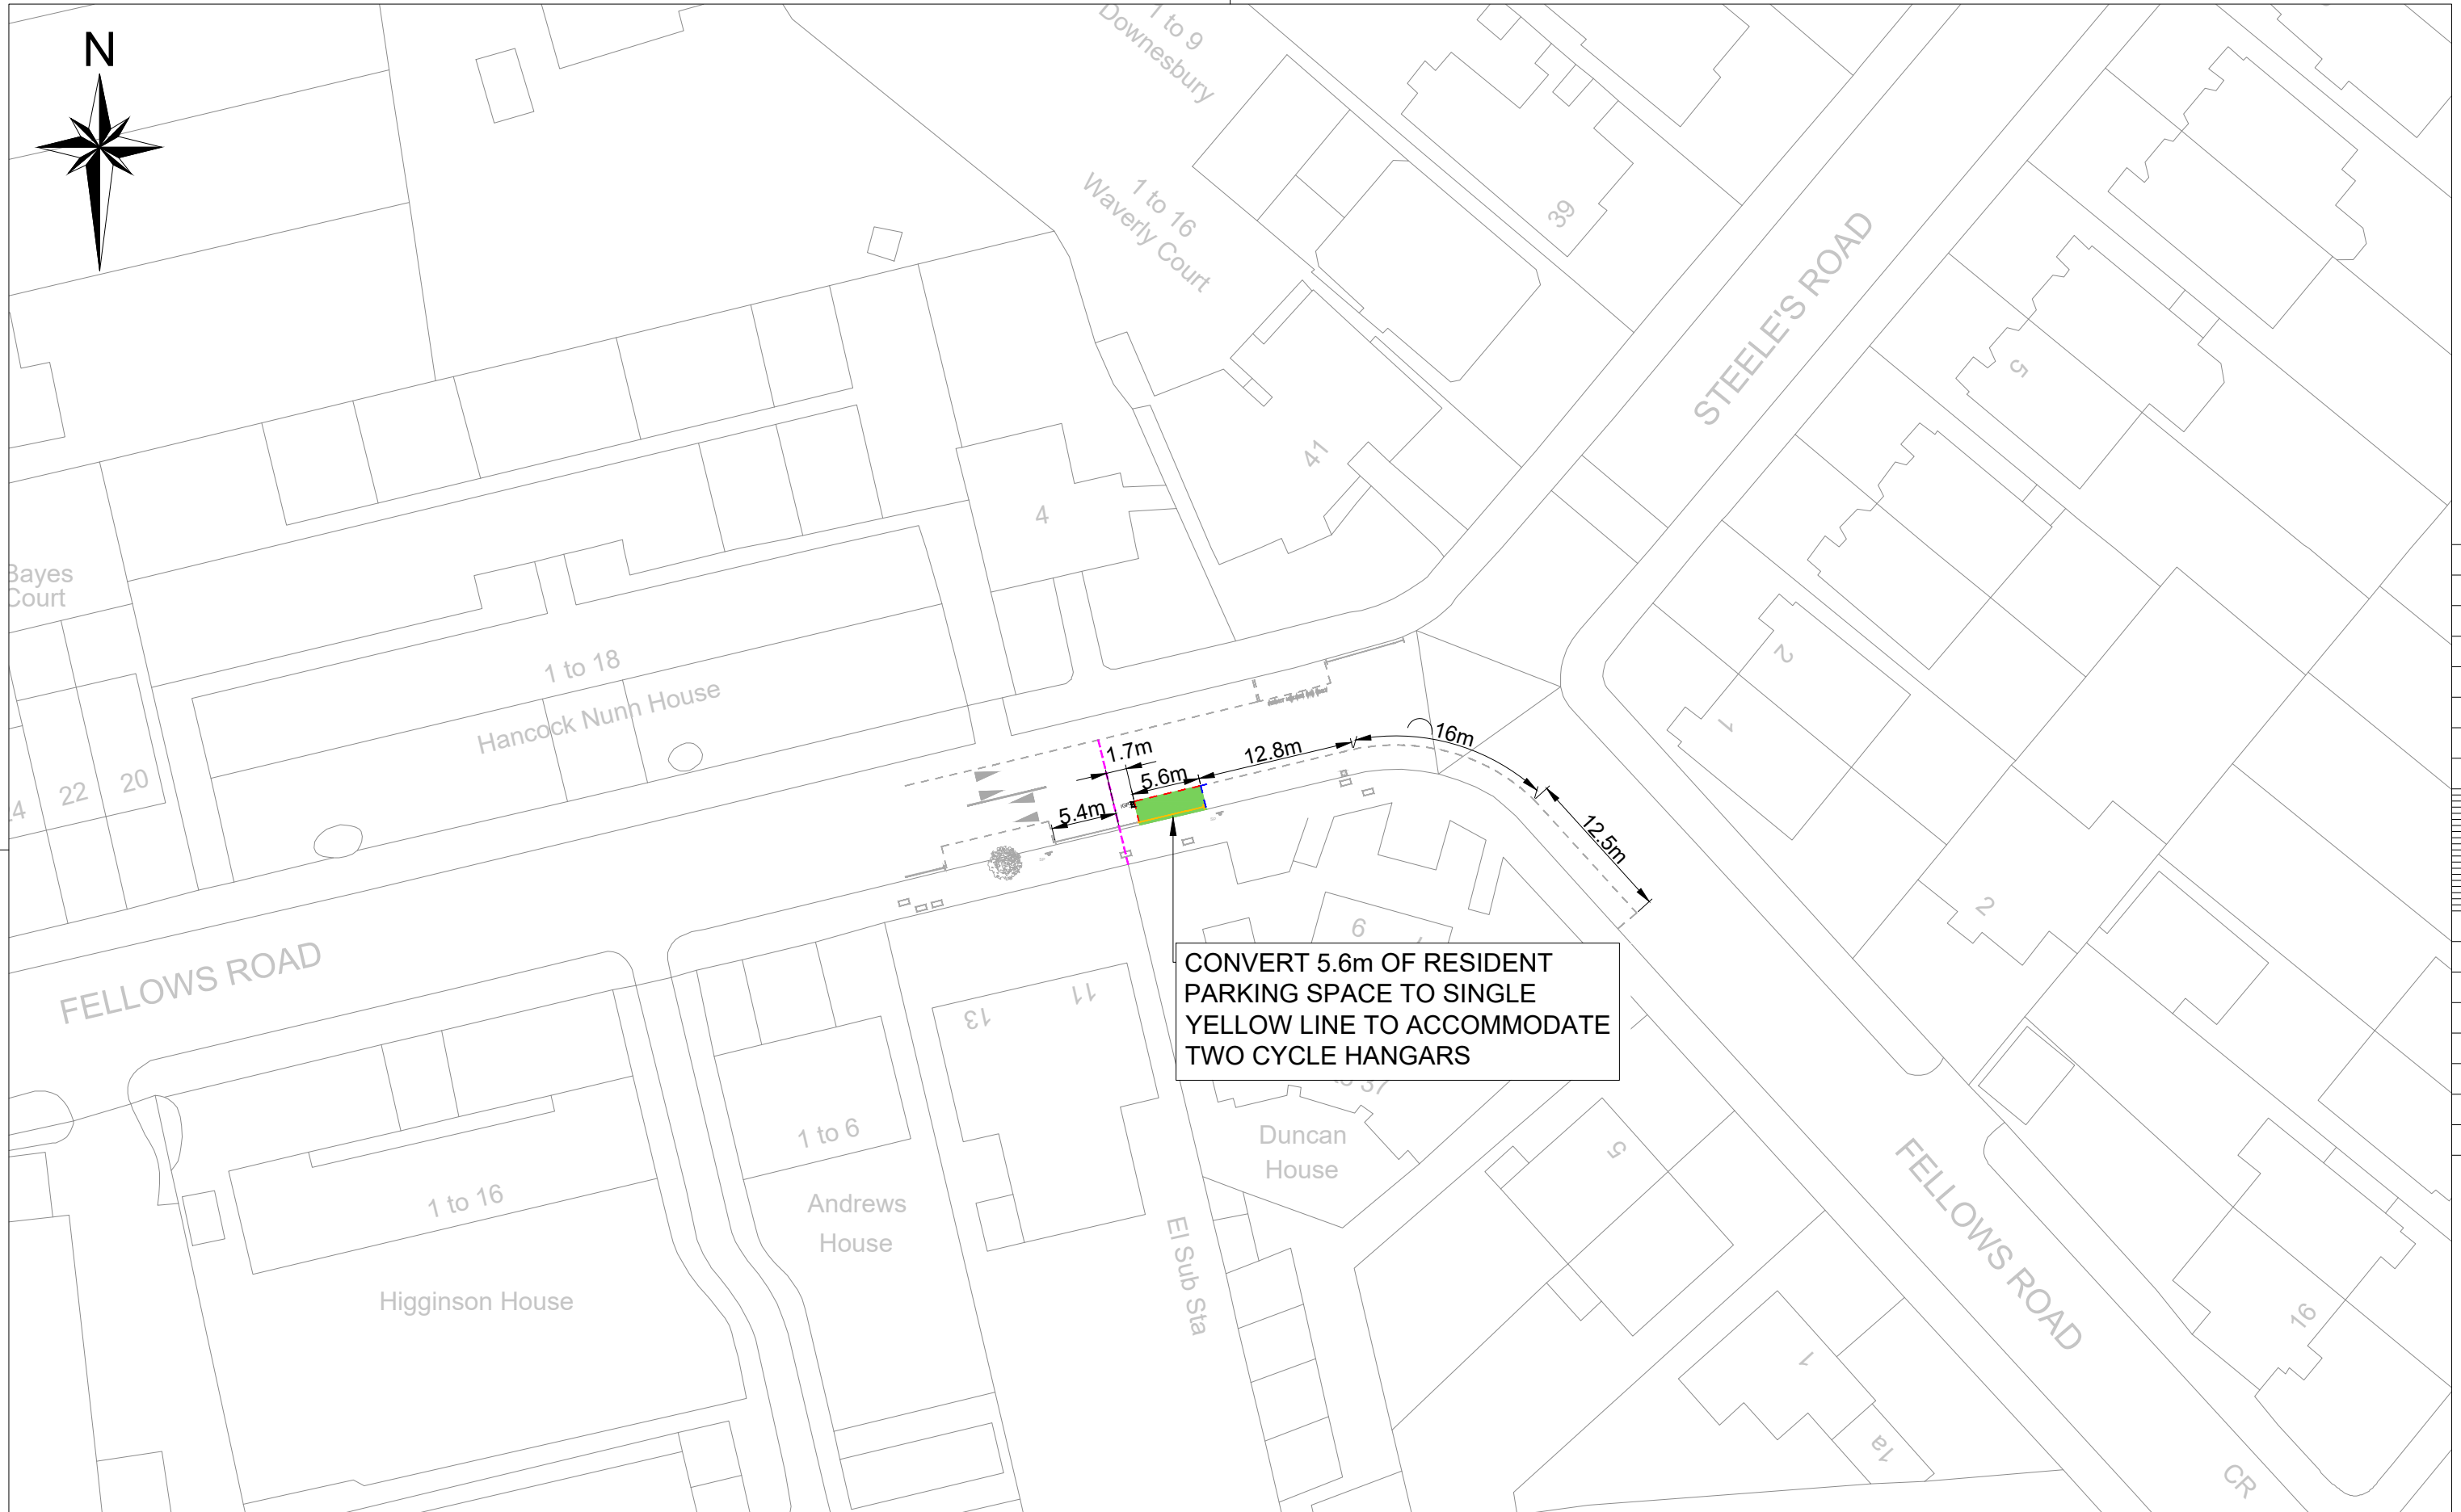 N
1 to 9
Downesbury
1 to 16
Waverly Court
39
STEELE'S ROAD
5
41
4
Bayes
Court
1 to 18
Hancock Nunn House
2
1
22
20
1.7m
5.6m
12.8m
16m
5.4m
12.5m
2
6
FELLOWS ROAD
13
11
CONVERT 5.6m OF RESIDENT
PARKING SPACE TO SINGLE
YELLOW LINE TO ACCOMMODATE
TWO CYCLE HANGARS
37
1 to 6
Andrews
House
Duncan
House
5
1 to 16
Higginson House
El Sub Sta
FELLOWS ROAD
16
1
1a
CR